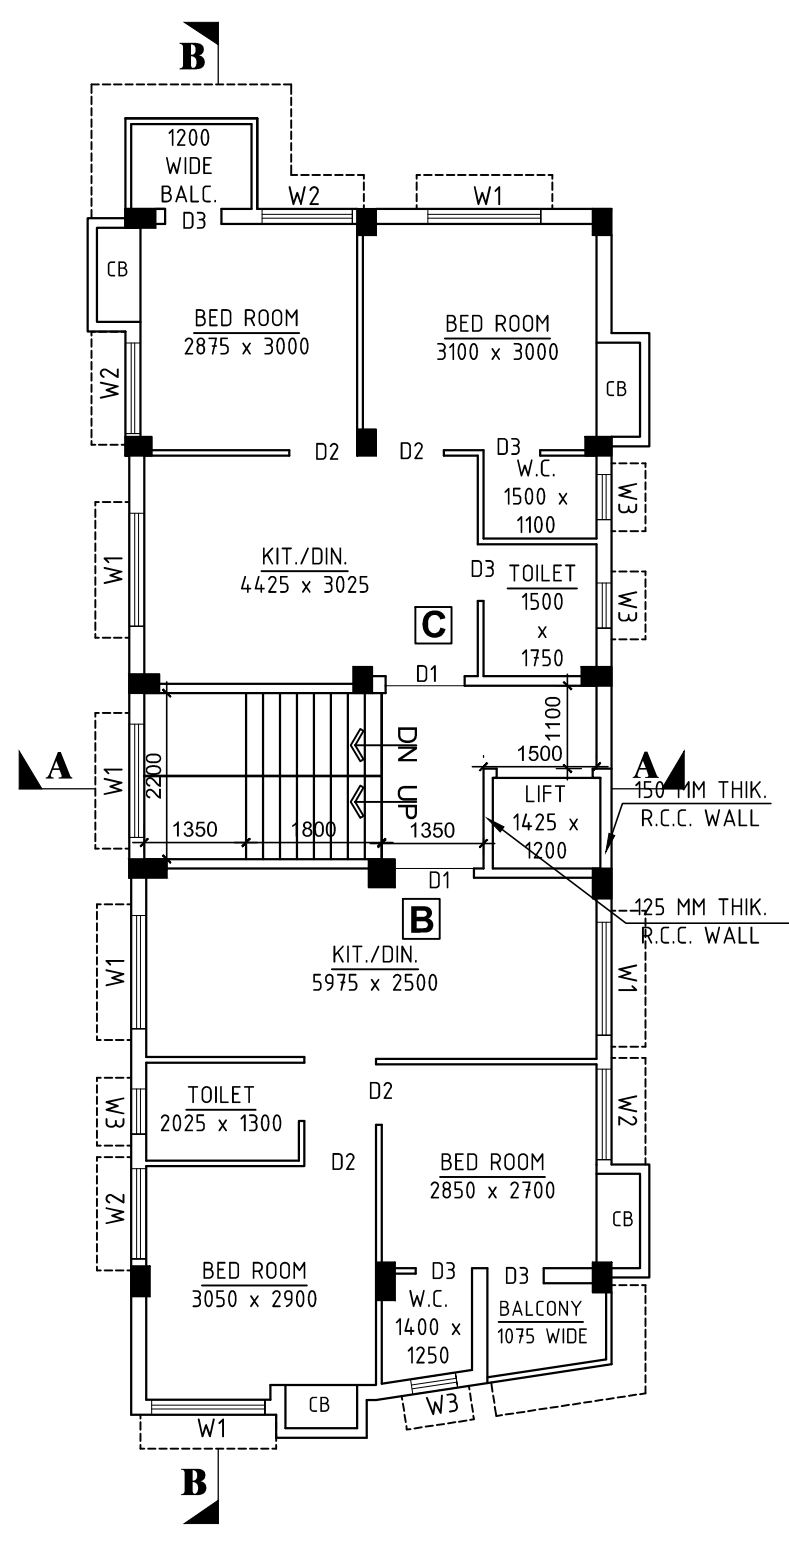 B
1200
WIDE
BALC.
W2
W1
D3
CB
BED ROOM
2875 x 3000
BED ROOM
3100 x 3000
W2
CB
D2
D2
D3
W.C.
1500 x
1100
W3
W1
KIT./DIN.
4425 x 3025
D3
TOILET
1500
x
1750
W3
C
D1
1100
A
W1
2200
DN
UP
1500
A
LIFT
1425 x
1200
150 MM THIK.
R.C.C. WALL
1350
1800
1350
D1
B
125 MM THIK.
R.C.C. WALL
W1
KIT./DIN.
5975 x 2500
W1
W3
TOILET
2025 x 1300
D2
W2
W2
D2
BED ROOM
2850 x 2700
CB
BED ROOM
3050 x 2900
D3
D3
W.C.
1400 x
1250
BALCONY
1075 WIDE
CB
W3
W1
B